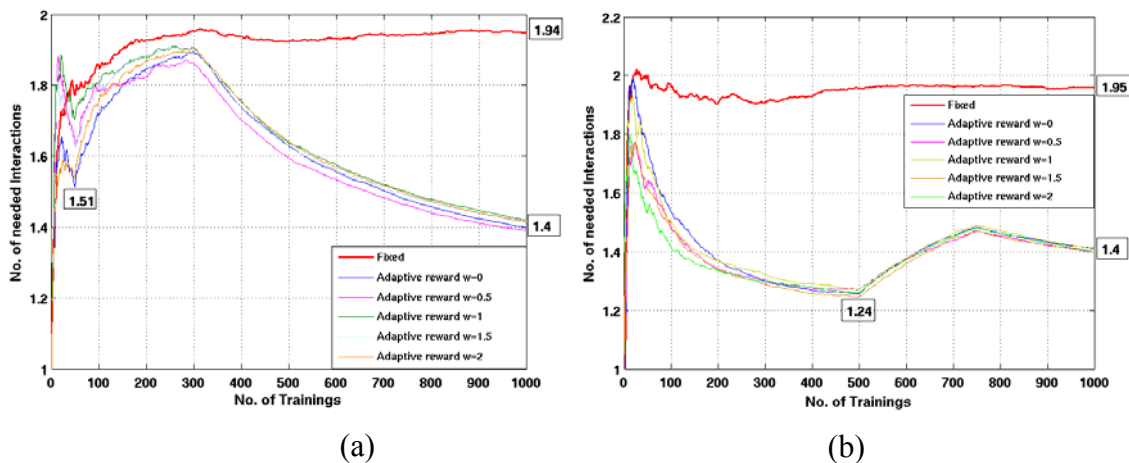 2
1.8
1.6
1.4
1.2
1
No. of needed Interactions
0 100 200 300 400 500 600 700 800 900 1000
No. of Trainings
1.94
1.51
1.4
Fixed
Adaptive reward w=0
Adaptive reward w=0.5
Adaptive reward w=1
Adaptive reward w=1.5
Adaptive reward w=2
(a)
2.2
2
1.8
1.6
1.4
1.2
1
No. of needed Interactions
0 100 200 300 400 500 600 700 800 900 1000
No. of Trainings
1.95
1.4
1.24
Fixed
Adaptive reward w=0
Adaptive reward w=0.5
Adaptive reward w=1
Adaptive reward w=1.5
Adaptive reward w=2
(b)